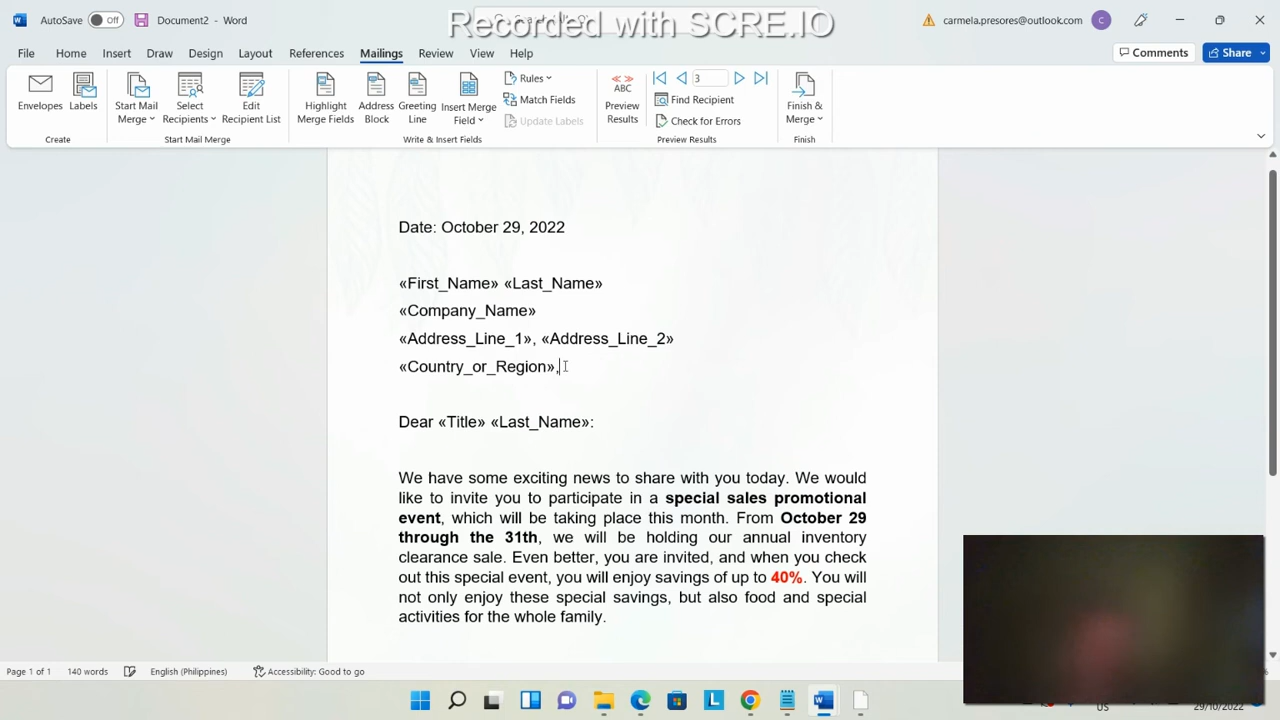 AutoSave Off Document2 - Word
Recorded with SCRE.IO
carmela.presores@outlook.com C
File Home Insert Draw Design Layout References Mailings Review View Help
Comments Share
Envelopes Labels Start Mail Merge Select Recipients Edit Recipient List Highlight Merge Fields Address Block Greeting Line Insert Merge Field Rules Match Fields Update Labels
ABC Preview Results 3 Find Recipient Check for Errors Finish & Merge
Create Start Mail Merge Write & Insert Fields Preview Results Finish
Date: October 29, 2022
«First_Name» «Last_Name»
«Company_Name»
«Address_Line_1», «Address_Line_2»
«Country_or_Region»,
Dear «Title» «Last_Name»:
We have some exciting news to share with you today. We would
like to invite you to participate in a special sales promotional
event, which will be taking place this month. From October 29
through the 31th, we will be holding our annual inventory
clearance sale. Even better, you are invited, and when you check
out this special event, you will enjoy savings of up to 40%. You will
not only enjoy these special savings, but also food and special
activities for the whole family.
Page 1 of 1 140 words English (Philippines) Accessibility: Good to go
US 29/10/2022